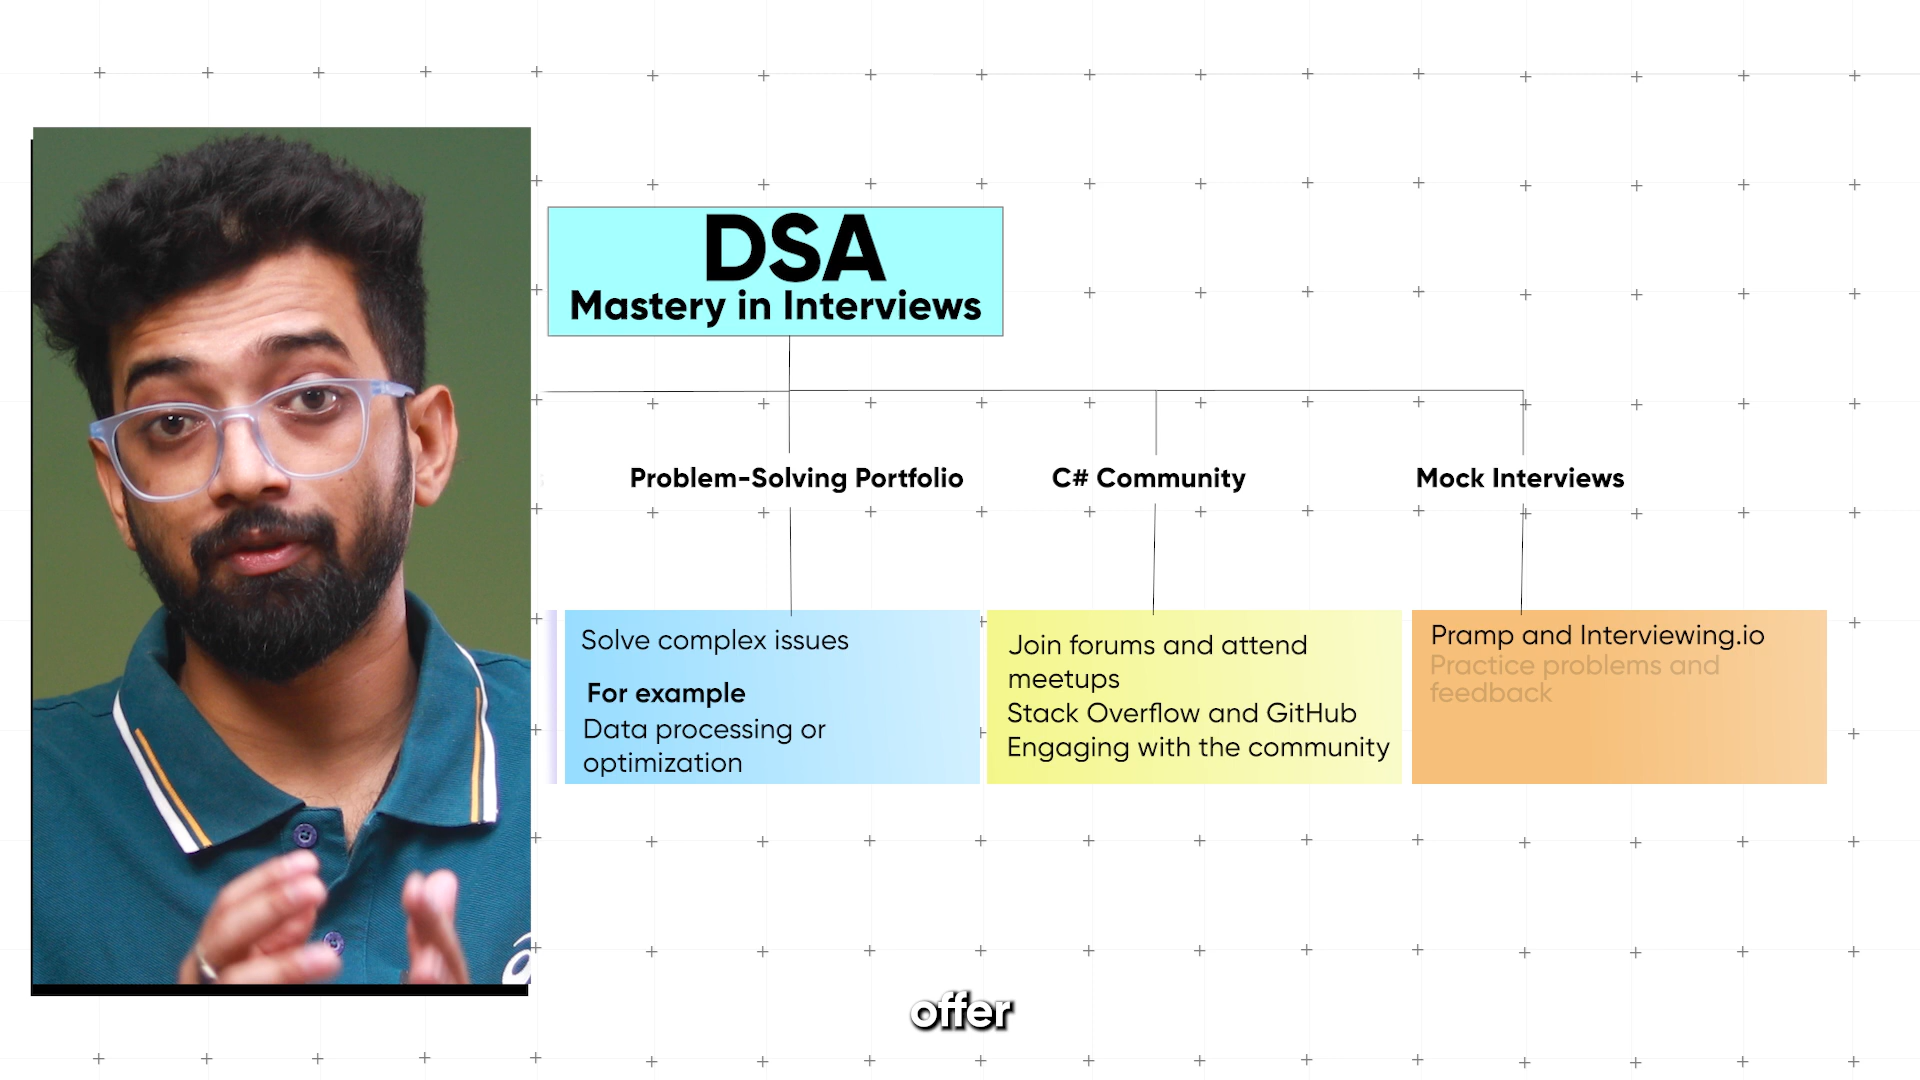 DSA
Mastery in Interviews
Problem-Solving Portfolio
C# Community
Mock Interviews
Solve complex issues
For example
Data processing or
optimization
Join forums and attend
meetups
Stack Overflow and GitHub
Engaging with the community
Pramp and Interviewing.io
Practice problems and
feedback
offer